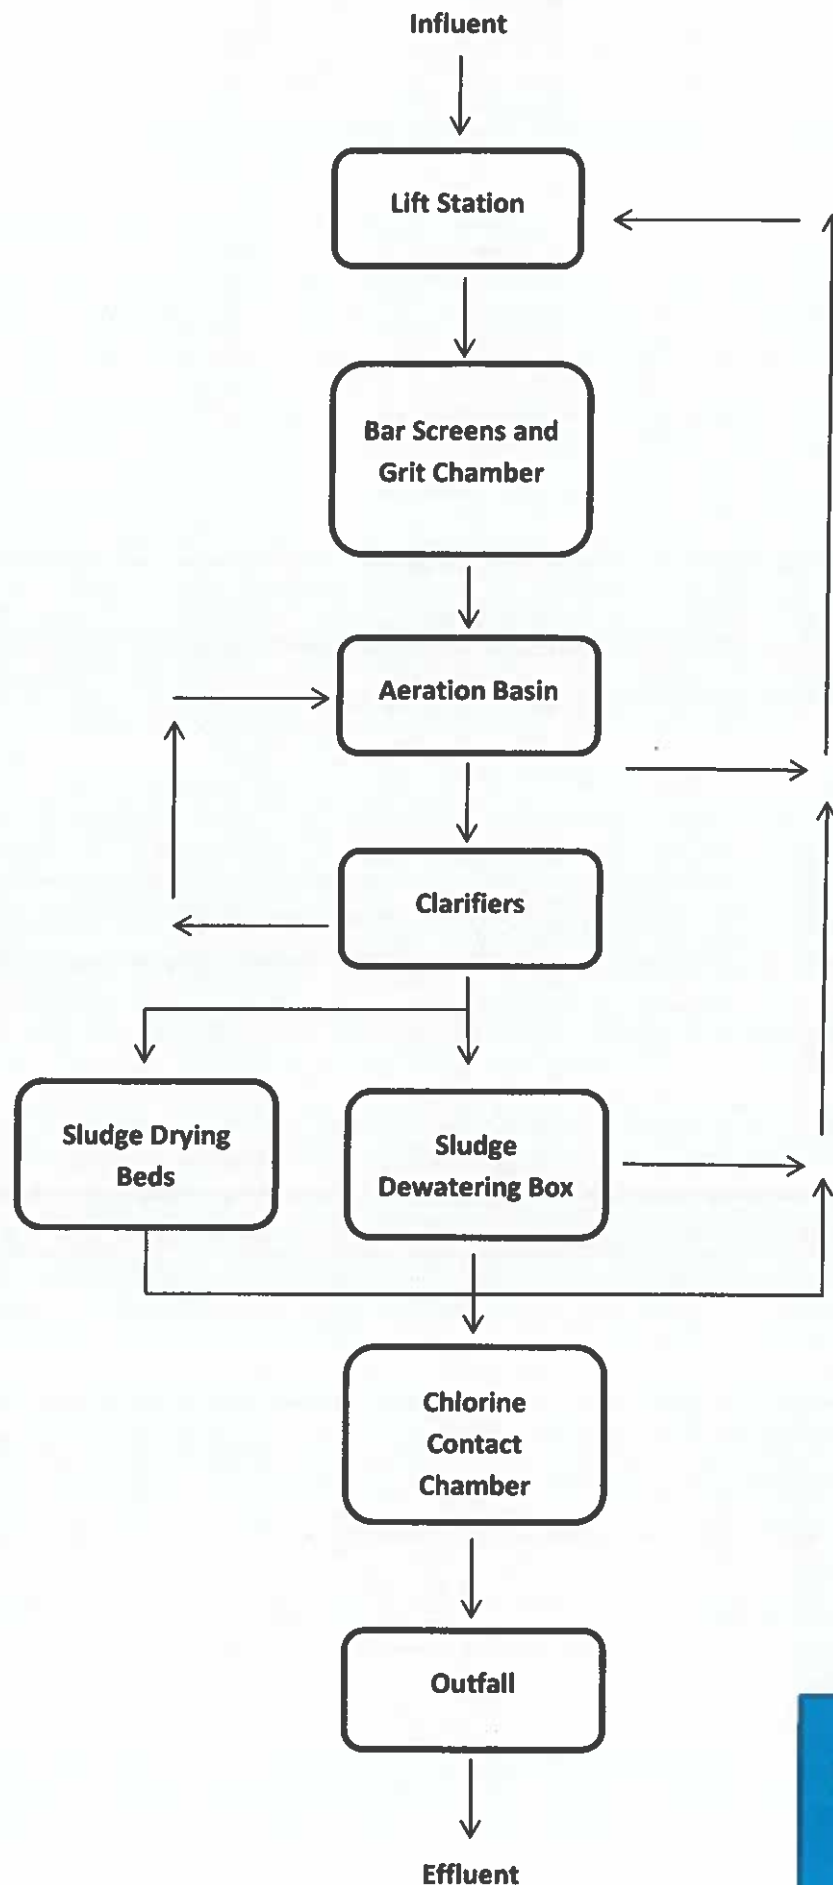 Influent
Lift Station
Bar Screens and
Grit Chamber
Aeration Basin
Clarifiers
Sludge Drying
Beds
Sludge
Dewatering Box
Chlorine
Contact
Chamber
Outfall
Effluent